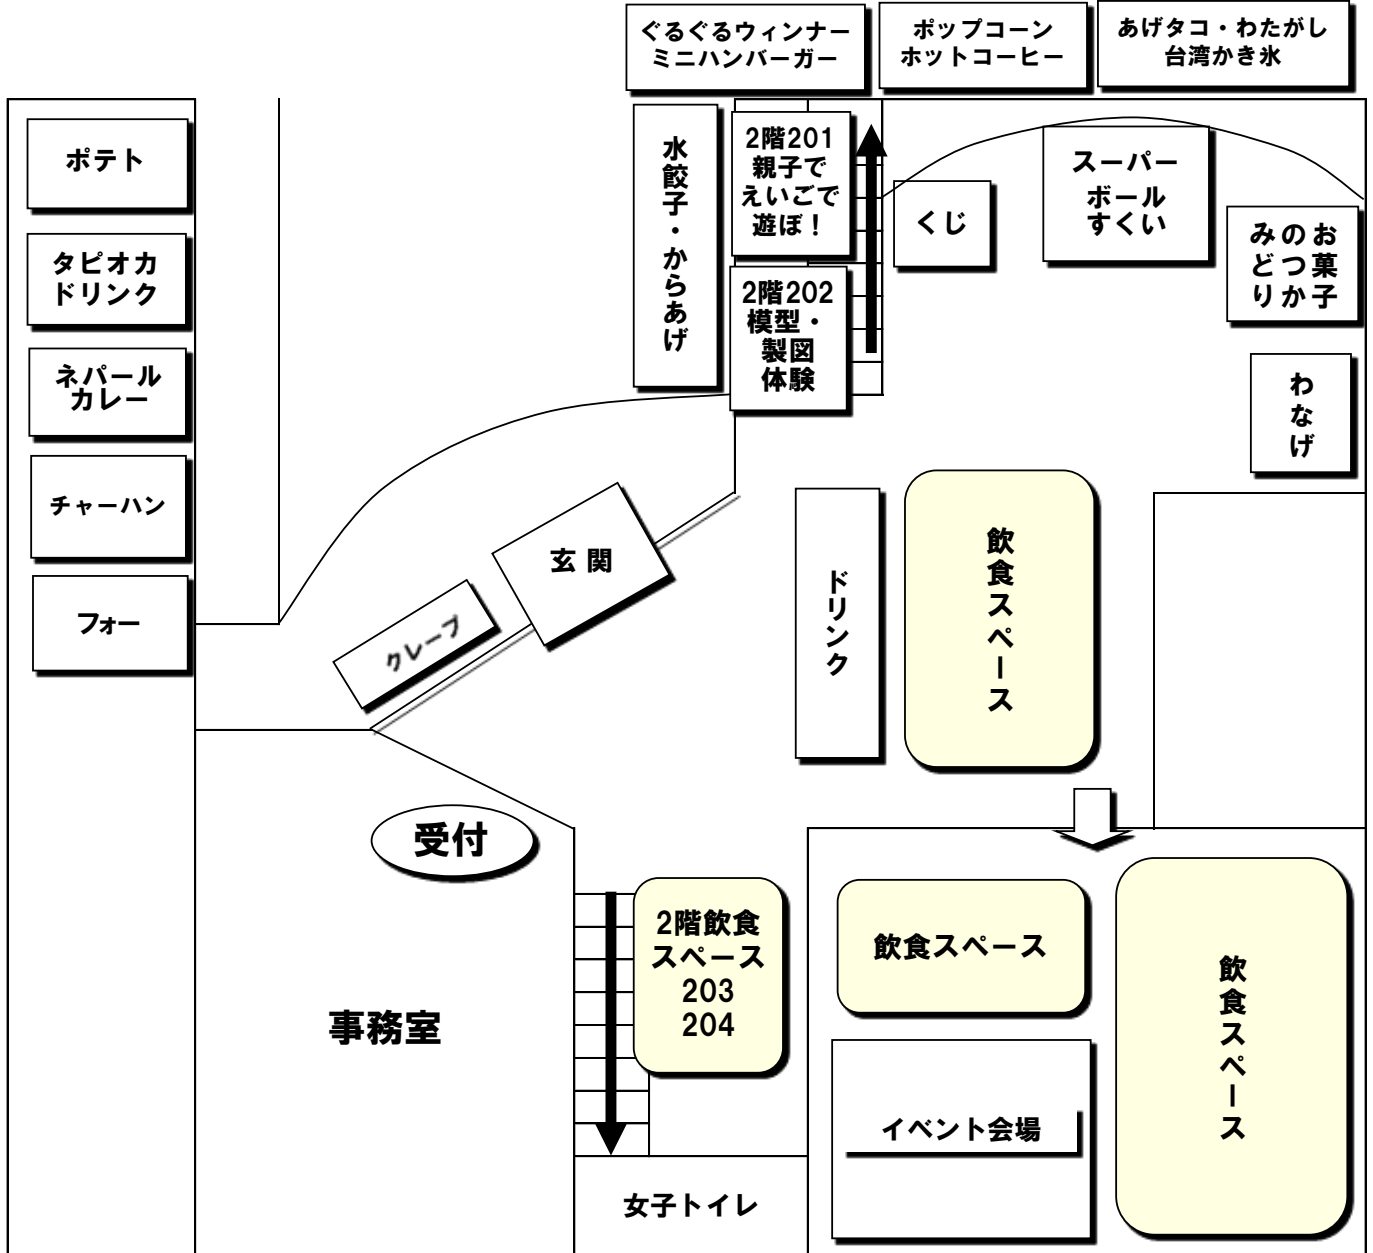 ぐるぐるウィンナー
ミニハンバーガー
ポップコーン
ホットコーヒー
あげタコ・わたがし
台湾かき氷
ポテト
タピオカ
ドリンク
ネパール
カレー
チャーハン
フォー
水餃子・からあげ
2階201
親子で
えいごで
遊ぼ！
2階202
模型・
製図
体験
くじ
スーパー
ボール
すくい
お菓子
のつか
みどり
わなげ
玄関
クレープ
ドリンク
飲食スペース
受付
2階飲食
スペース
203
204
飲食スペース
飲食スペース
事務室
イベント会場
女子トイレ